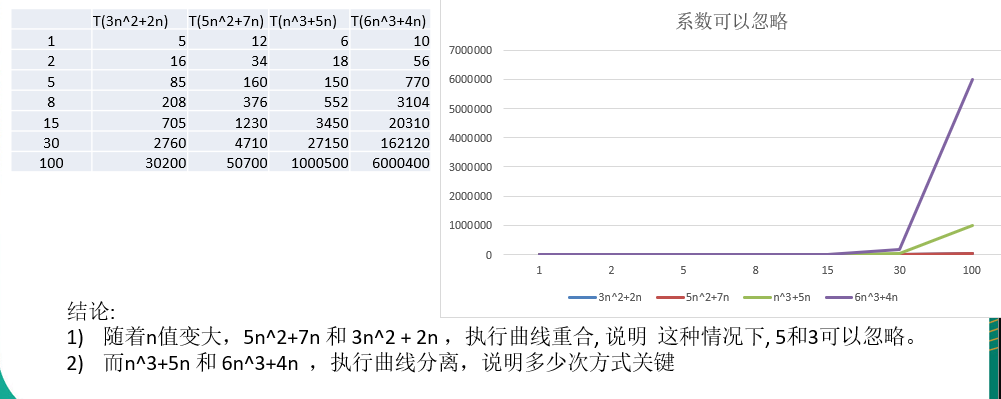 T(3n^2+2n) T(5n^2+7n) T(n^3+5n) T(6n^3+4n)
1 5 12 6 10
2 16 34 18 56
5 85 160 150 770
8 208 376 552 3104
15 705 1230 3450 20310
30 2760 4710 27150 162120
100 30200 50700 1000500 6000400
系数可以忽略
7000000
6000000
5000000
4000000
3000000
2000000
1000000
0
1 2 5 8 15 30 100
3n^2+2n 5n^2+7n n^3+5n 6n^3+4n
结论:
1) 随着n值变大，5n^2+7n 和 3n^2 + 2n ，执行曲线重合, 说明 这种情况下, 5和3可以忽略。
2) 而n^3+5n 和 6n^3+4n ，执行曲线分离，说明多少次方式关键